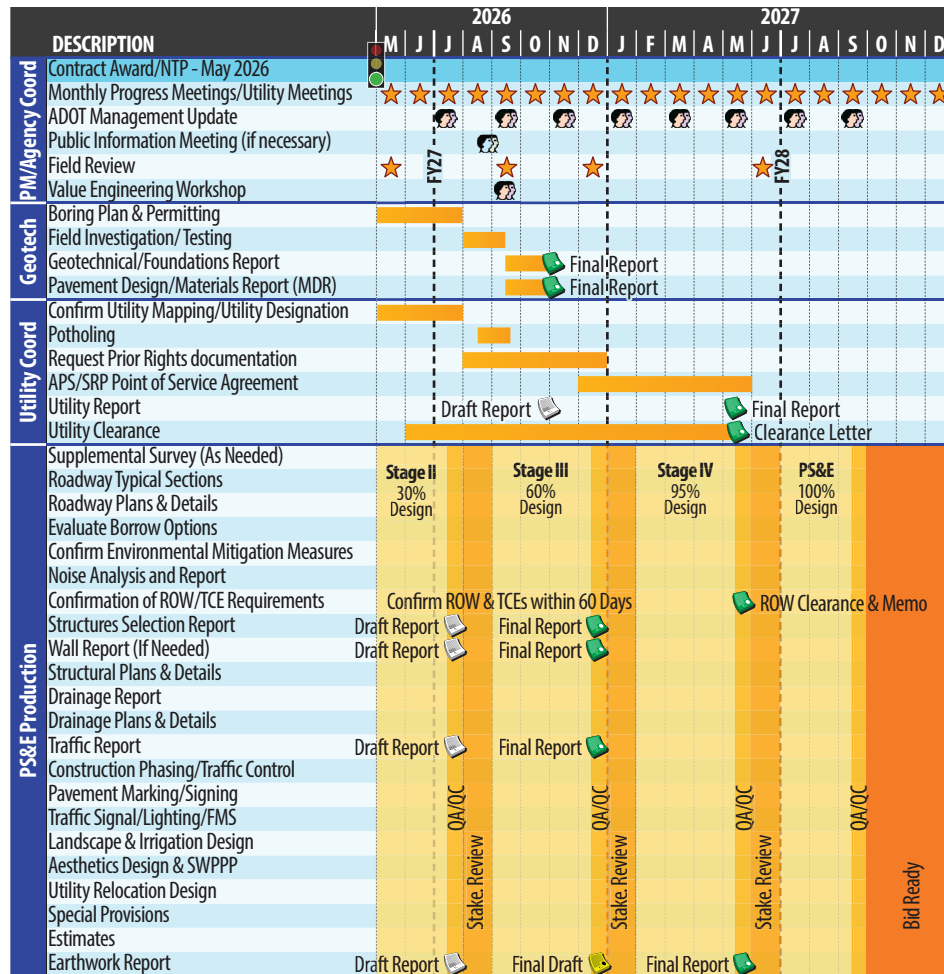 2026 2027
DESCRIPTION M J J A S O N D J F M A M J J A S O N D
PM/Agency Coord
Contract Award/NTP - May 2026
Monthly Progress Meetings/Utility Meetings
ADOT Management Update
Public Information Meeting (if necessary)
Field Review
Value Engineering Workshop
FY27
FY28
Geotech
Boring Plan & Permitting
Field Investigation/ Testing
Geotechnical/Foundations Report Final Report
Pavement Design/Materials Report (MDR) Final Report
Utility Coord
Confirm Utility Mapping/Utility Designation
Potholing
Request Prior Rights documentation
APS/SRP Point of Service Agreement
Utility Report Draft Report Final Report
Utility Clearance Clearance Letter
PS&E Production
Supplemental Survey (As Needed)
Roadway Typical Sections
Roadway Plans & Details
Stage II
30%
Design
Stage III
60%
Design
Stage IV
95%
Design
PS&E
100%
Design
Evaluate Borrow Options
Confirm Environmental Mitigation Measures
Noise Analysis and Report
Confirmation of ROW/TCE Requirements Confirm ROW & TCEs within 60 Days ROW Clearance & Memo
Structures Selection Report Draft Report Final Report
Wall Report (If Needed) Draft Report Final Report
Structural Plans & Details
Drainage Report
Drainage Plans & Details
Traffic Report Draft Report Final Report
Construction Phasing/Traffic Control
Pavement Marking/Signing
Traffic Signal/Lighting/FMS
QA/QC QA/QC QA/QC QA/QC
Landscape & Irrigation Design
Aesthetics Design & SWPPP
Utility Relocation Design
Special Provisions
Stake. Review Stake. Review Stake. Review Bid Ready
Estimates
Earthwork Report Draft Report Final Draft Final Report